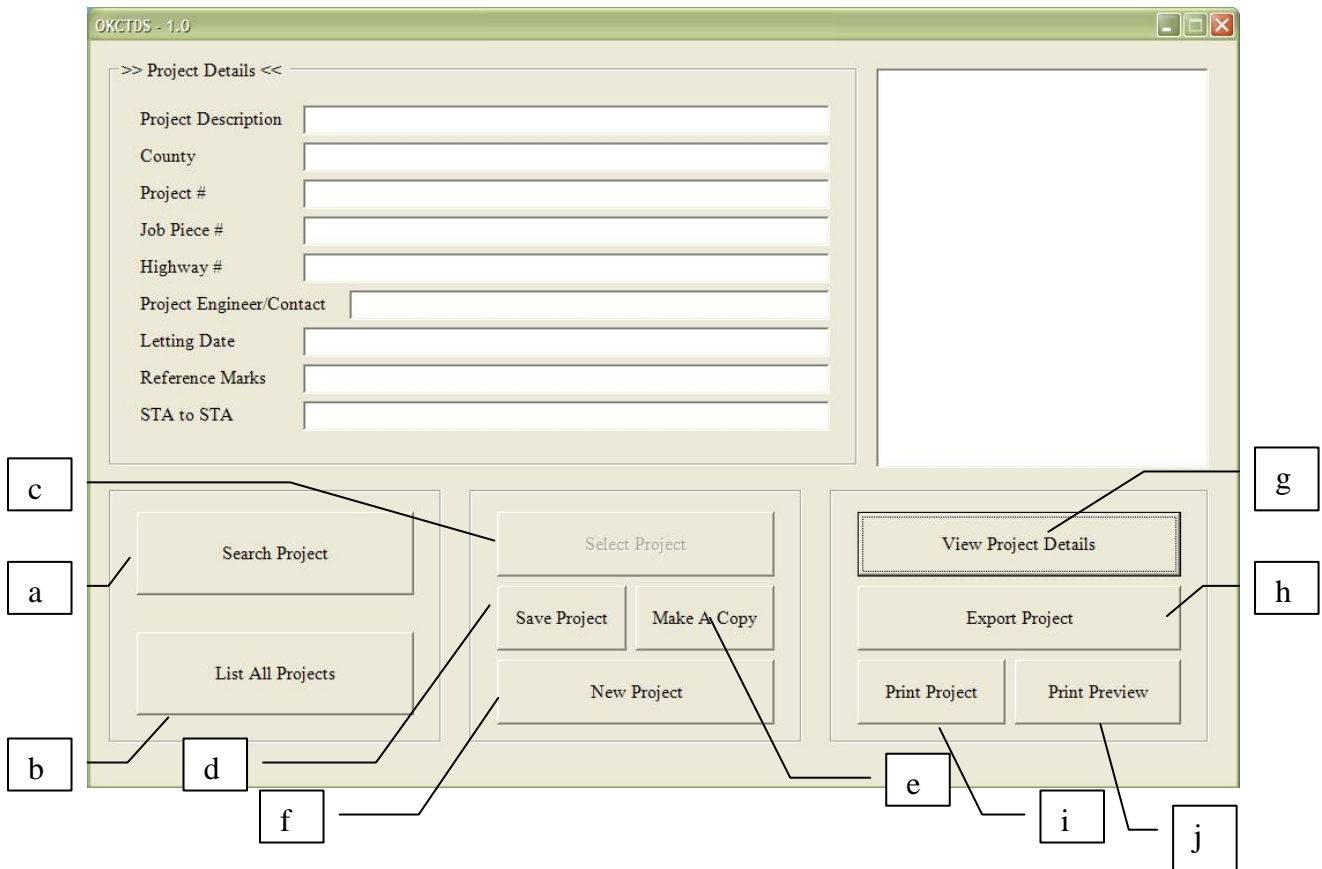 OKCTDS - 1.0
>> Project Details <<
Project Description
County
Project #
Job Piece #
Highway #
Project Engineer/Contact
Letting Date
Reference Marks
STA to STA
c
g
Search Project
Select Project
View Project Details
a
h
Save Project
Make A Copy
Export Project
List All Projects
New Project
Print Project
Print Preview
b
d
e
f
i
j